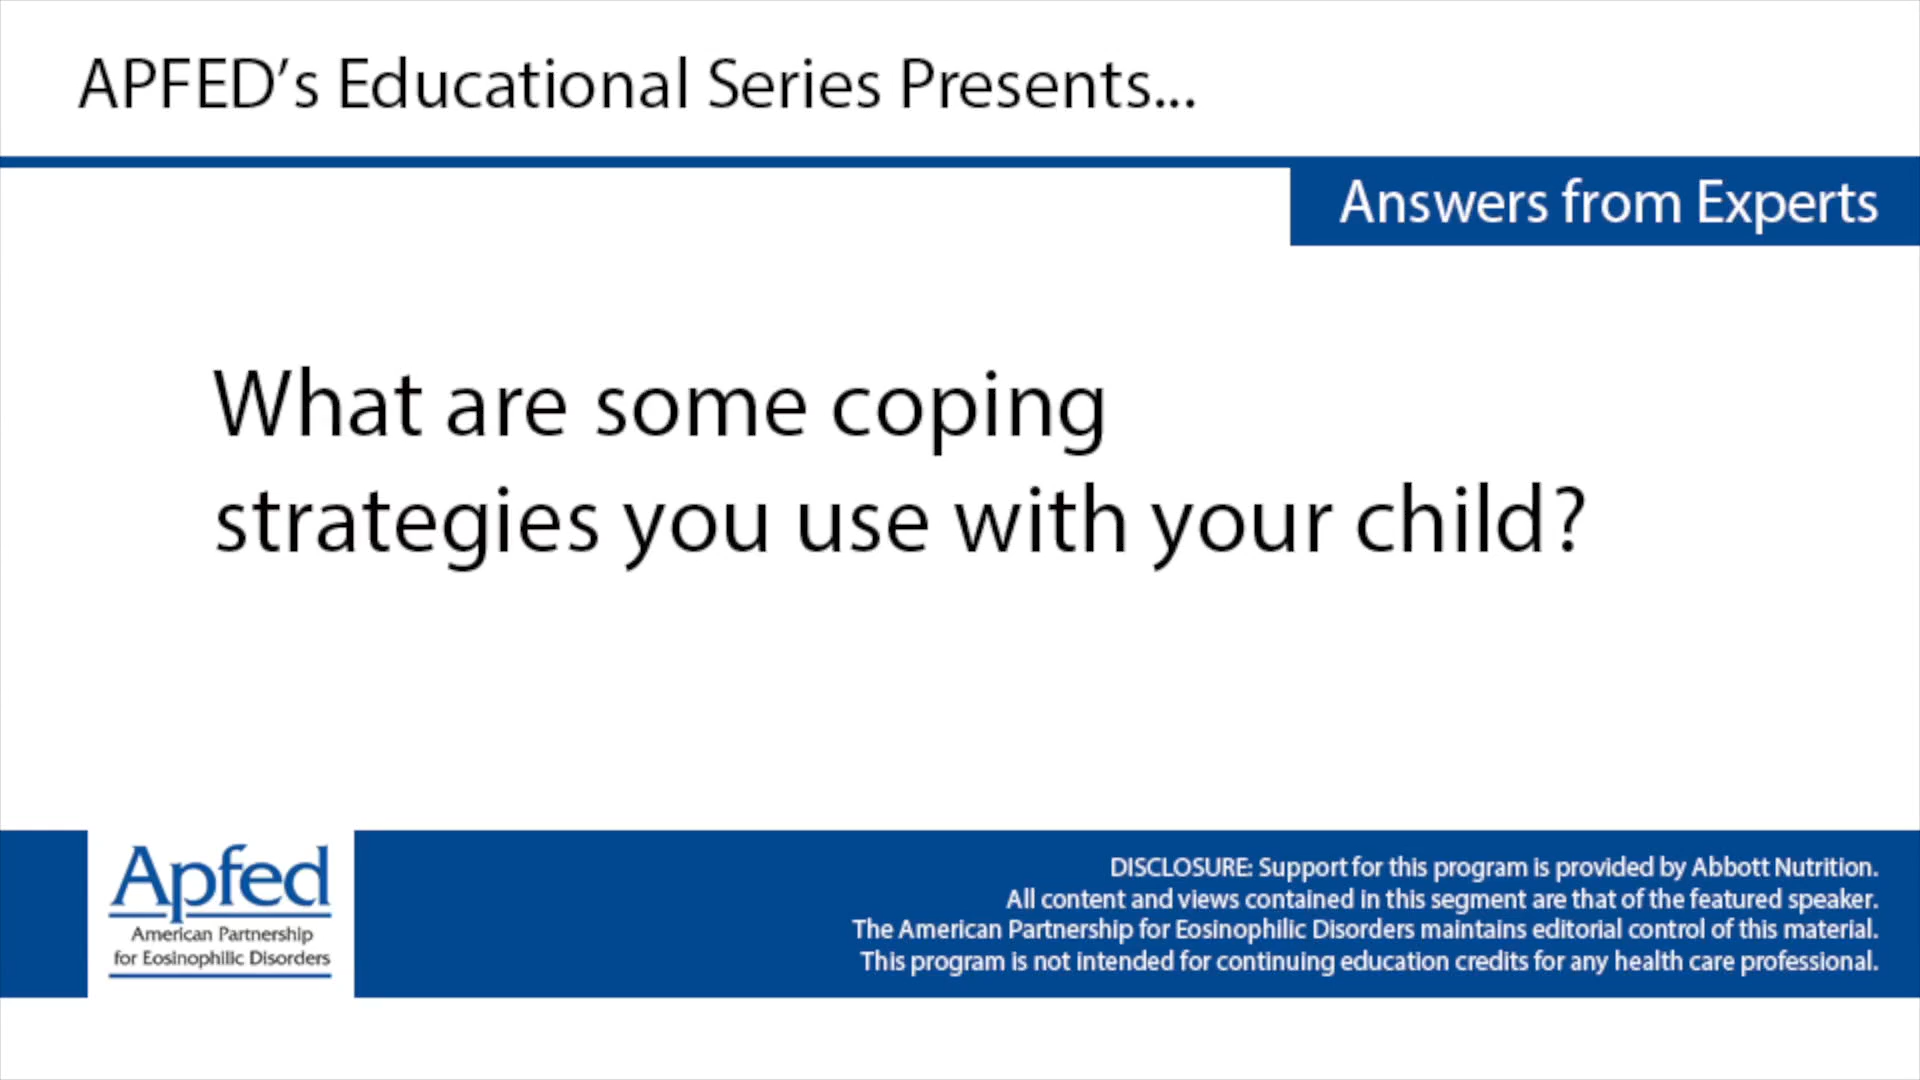 APFED’s Educational Series Presents...
Answers from Experts
What are some coping
strategies you use with your child?
Apfed
American Partnership
for Eosinophilic Disorders
DISCLOSURE: Support for this program is provided by Abbott Nutrition.
All content and views contained in this segment are that of the featured speaker.
The American Partnership for Eosinophilic Disorders maintains editorial control of this material.
This program is not intended for continuing education credits for any health care professional.